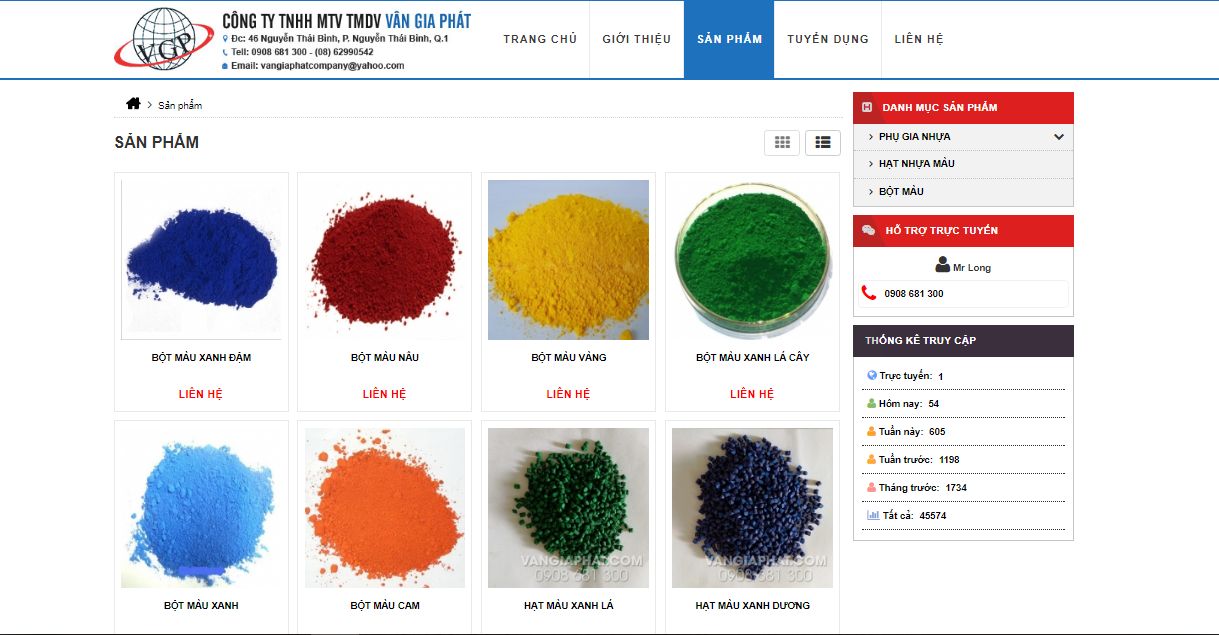 VGP
CÔNG TY TNHH MTV TMDV VÂN GIA PHÁT
Đc: 46 Nguyễn Thái Bình, P. Nguyễn Thái Bình, Q.1
Tell: 0908 681 300 - (08) 62990542
Email: vangiaphatcompany@yahoo.com
TRANG CHỦ
GIỚI THIỆU
SẢN PHẨM
TUYỂN DỤNG
LIÊN HỆ
Sản phẩm
SẢN PHẨM
BỘT MÀU XANH ĐẬM
LIÊN HỆ
BỘT MÀU NÂU
LIÊN HỆ
BỘT MÀU VÀNG
LIÊN HỆ
BỘT MÀU XANH LÁ CÂY
LIÊN HỆ
BỘT MÀU XANH
BỘT MÀU CAM
VANGIAPHAT.COM
0908 681 300
HẠT MÀU XANH LÁ
VANGIAPHAT.COM
0908 681 300
HẠT MÀU XANH DƯƠNG
DANH MỤC SẢN PHẨM
PHỤ GIA NHỰA
HẠT NHỰA MÀU
BỘT MÀU
HỖ TRỢ TRỰC TUYẾN
Mr Long
0908 681 300
THỐNG KÊ TRUY CẬP
Trực tuyến: 1
Hôm nay: 54
Tuần này: 605
Tuần trước: 1198
Tháng trước: 1734
Tất cả: 45574